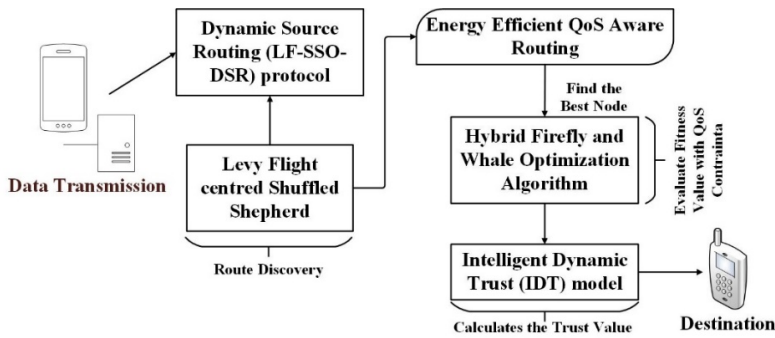 Dynamic Source
Routing (LF-SSO-
DSR) protocol
Data Transmission
Levy Flight
centred Shuffled
Shepherd
Route Discovery
Energy Efficient QoS Aware
Routing
Find the
Best Node
Hybrid Firefly and
Whale Optimization
Algorithm
Evaluate Fitness
Value with QoS
Contrainta
Intelligent Dynamic
Trust (IDT) model
Calculates the Trust Value
Destination